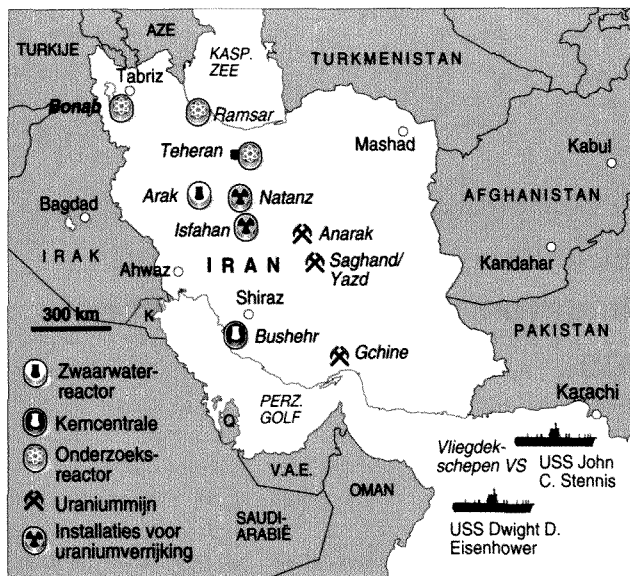 AZE
TURKIJE
KASP.
ZEE
TURKMENISTAN
Tabriz
Bonab
Ramsar
Mashad
Teheran
Kabul
Arak
Natanz
AFGHANISTAN
Bagdad
Isfahan
Anarak
IRAK
IRAN
Saghand/
Yazd
Kandahar
Ahwaz
300 km
K
Shiraz
Bushehr
PAKISTAN
Gchine
Zwaarwater-
reactor
Karachi
PERZ.
GOLF
Q
Kerncentrale
Onderzoeks-
reactor
Vliegdek-
schepen VS
USS John
C. Stennis
V.A.E.
OMAN
Uraniummijn
SAUDI-
ARABIË
Installaties voor
uraniumverrijking
USS Dwight D.
Eisenhower